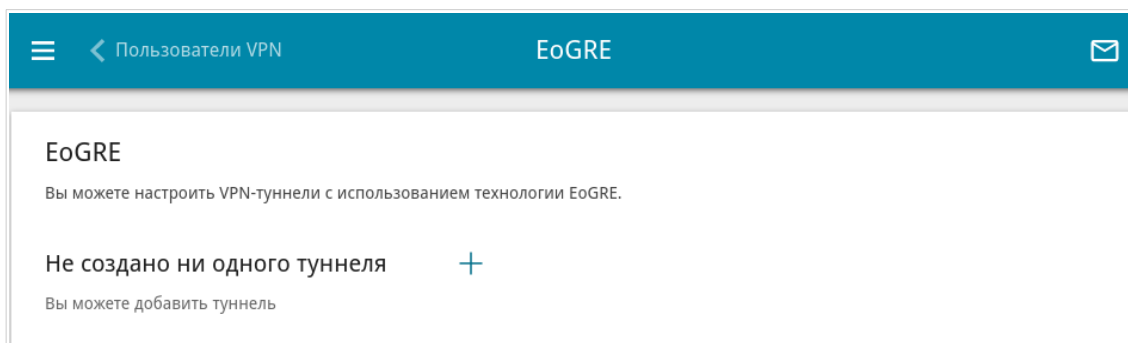 Пользователи VPN
EoGRE
EoGRE
Вы можете настроить VPN-туннели с использованием технологии EoGRE.
Не создано ни одного туннеля
Вы можете добавить туннель